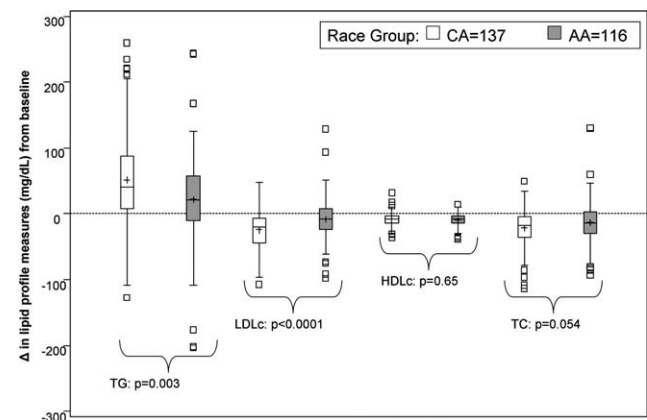 300
200
100
0
-100
-200
-300
Δ in lipid profile measures (mg/dL) from baseline
Race Group: CA=137 AA=116
HDLc: p=0.65
LDLc: p<0.0001
TC: p=0.054
TG: p=0.003